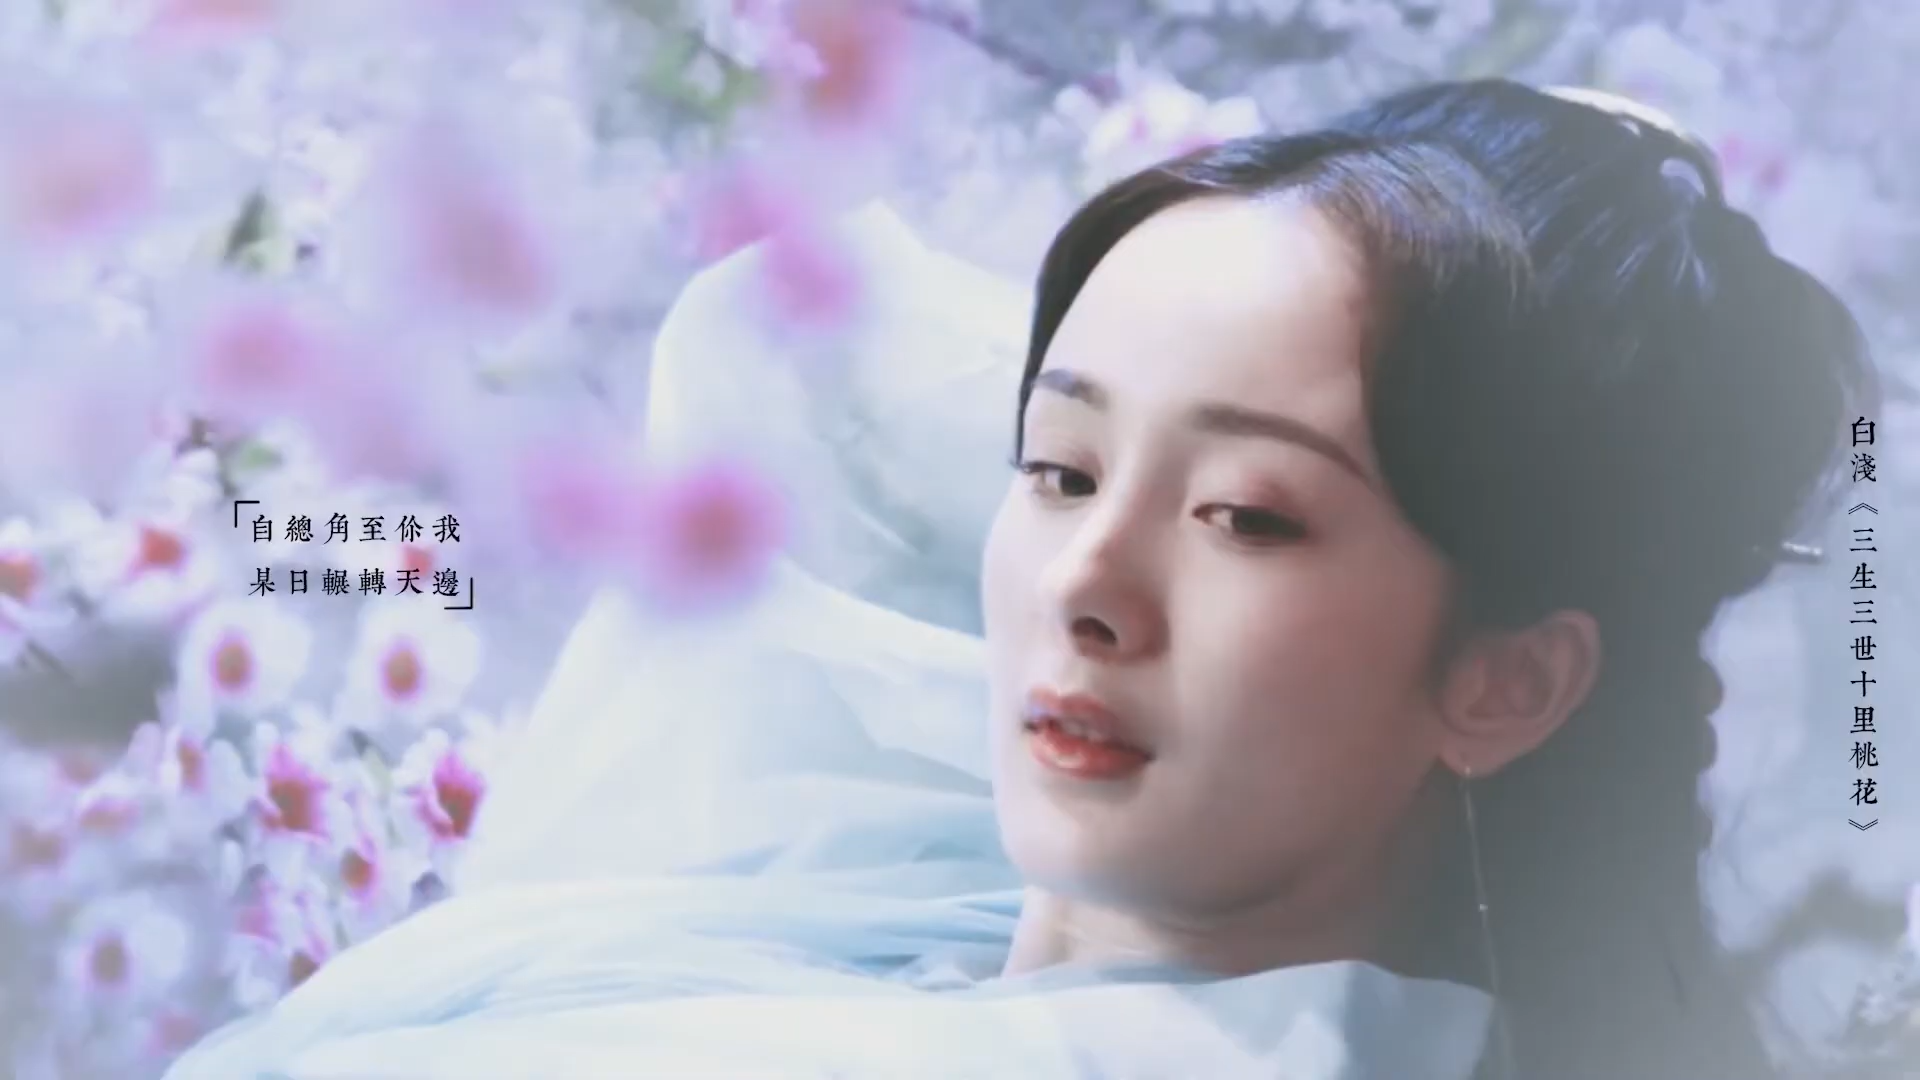 「自總角至你我
某日輾轉天邊」
白淺《三生三世十里桃花》